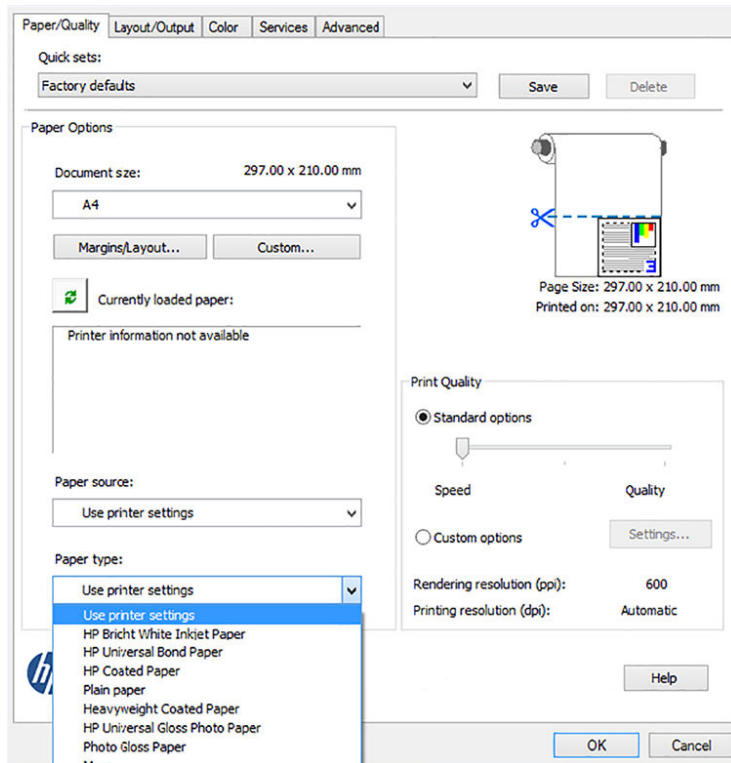 Paper/Quality Layout/Output Color Services Advanced
Quick sets:
Factory defaults Save Delete
Paper Options
Document size: 297.00 x 210.00 mm
A4
Margins/Layout... Custom...
Currently loaded paper:
Printer information not available
Page Size: 297.00 x 210.00 mm
Printed on: 297.00 x 210.00 mm
Print Quality
Standard options
Speed Quality
Custom options Settings...
Rendering resolution (ppi): 600
Printing resolution (dpi): Automatic
Paper source:
Use printer settings
Paper type:
Use printer settings
Use printer settings
HP Bricht White Inkjet Paper
HP Universal Bond Paper
HP Coated Paper
Plain paper
Heavyweight Coated Paper
HP Universal Gloss Photo Paper
Photo Gloss Paper
hp
Help
OK Cancel